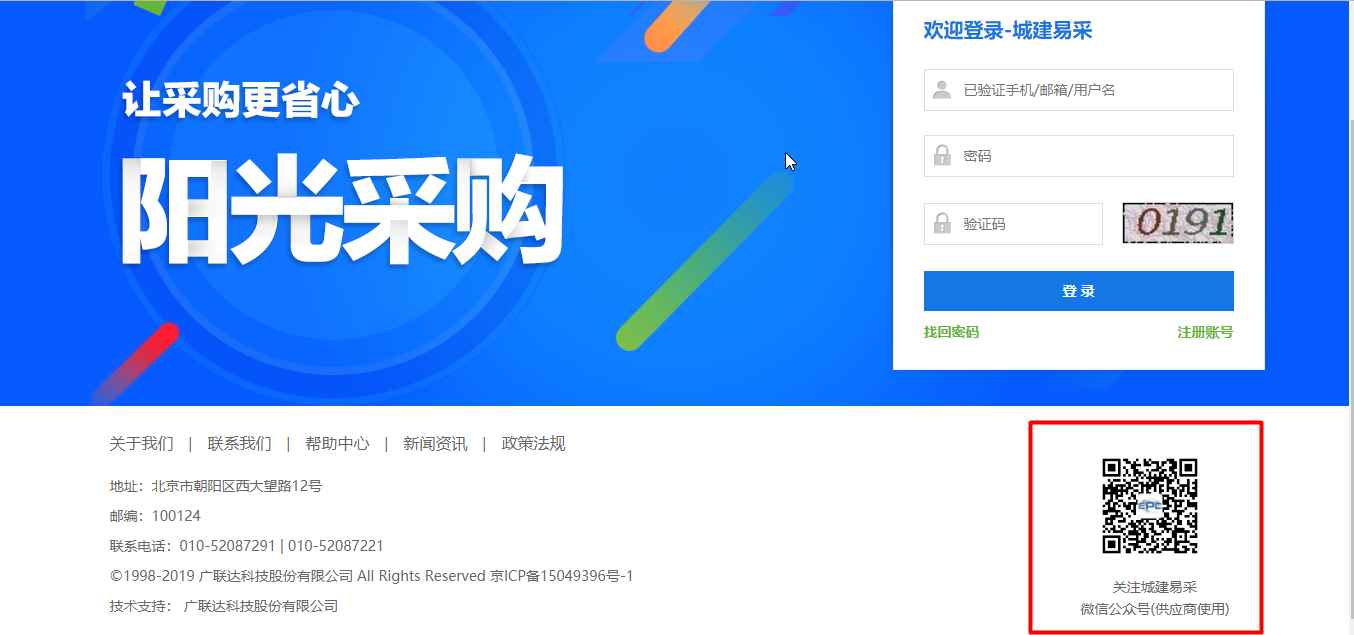 让采购更省心
阳光采购
欢迎登录-城建易采
已验证手机/邮箱/用户名
密码
验证码
0191
登 录
找回密码
注册账号
关于我们 | 联系我们 | 帮助中心 | 新闻资讯 | 政策法规
地址：北京市朝阳区西大望路12号
邮编：100124
联系电话：010-52087291 | 010-52087221
©1998-2019 广联达科技股份有限公司 All Rights Reserved 京ICP备15049396号-1
技术支持： 广联达科技股份有限公司
EPC
关注城建易采
微信公众号(供应商使用)